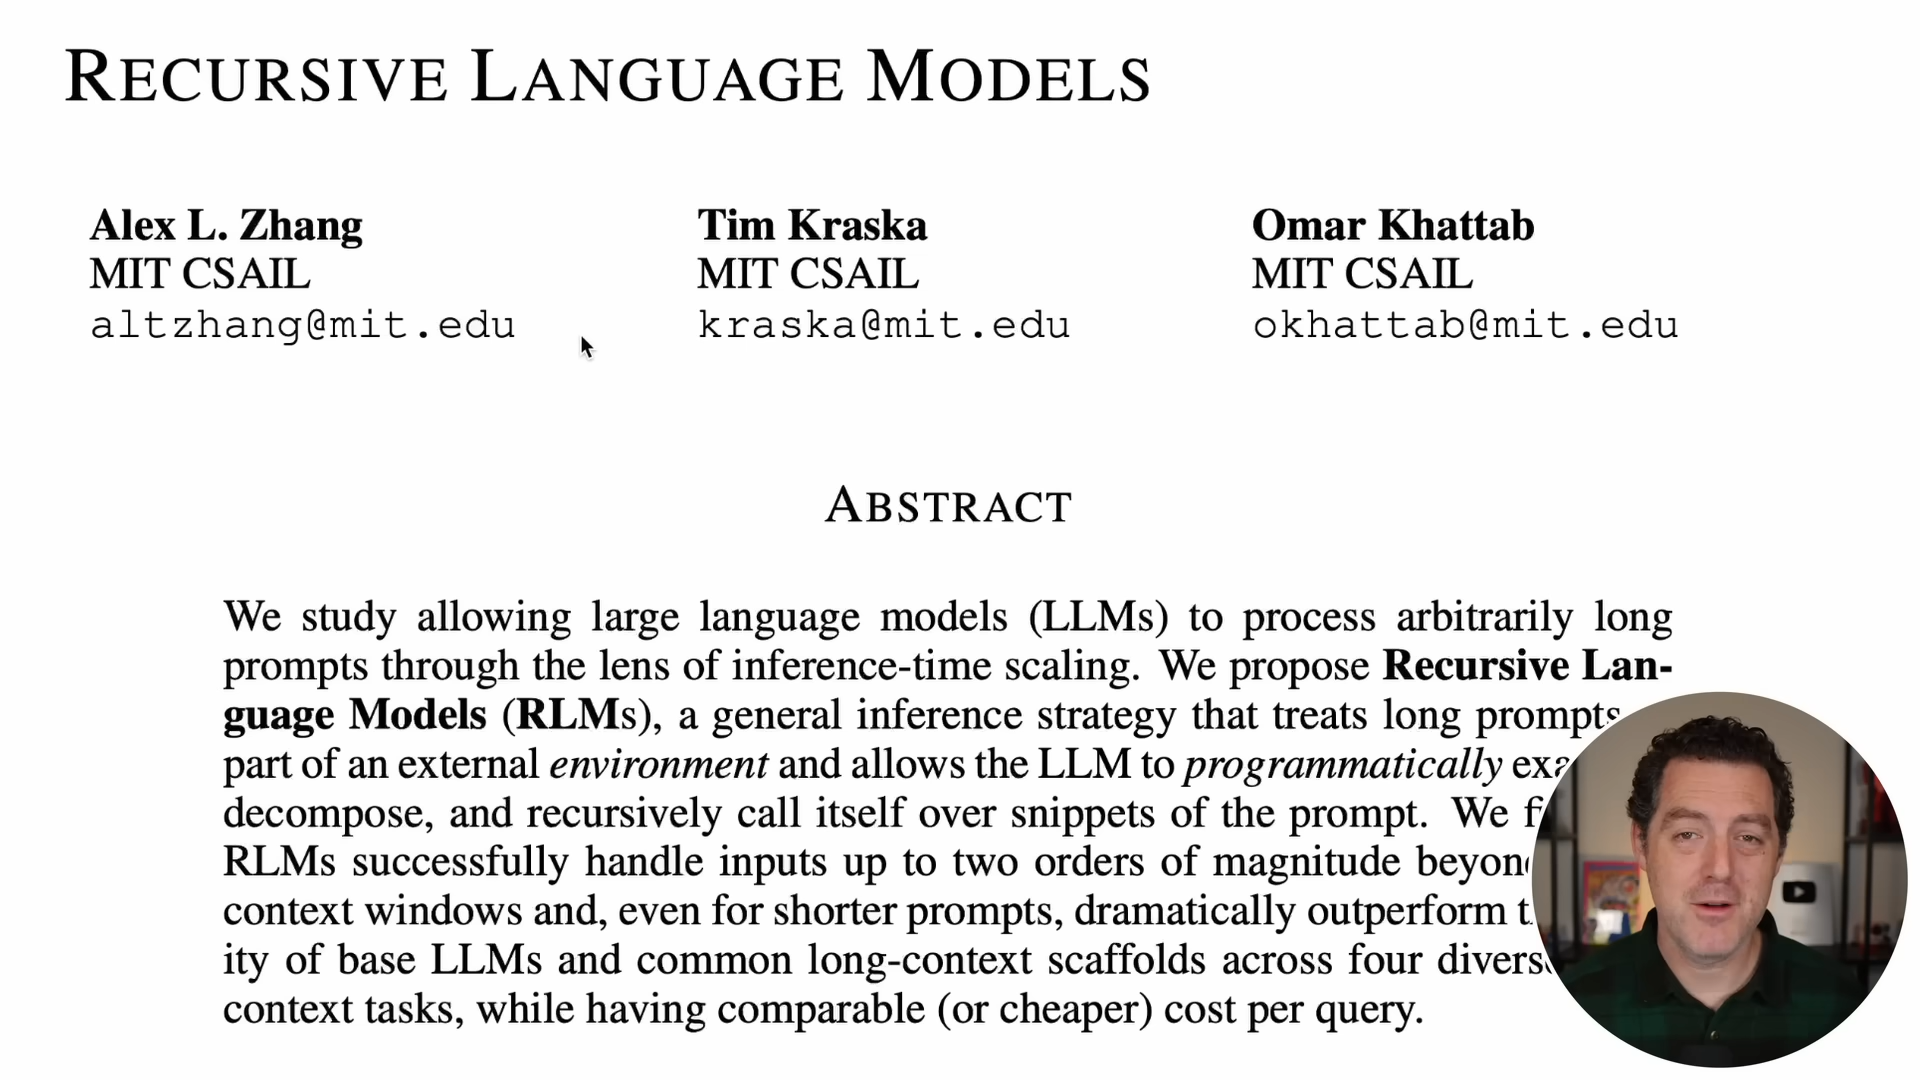 RECURSIVE LANGUAGE MODELS
Alex L. Zhang
MIT CSAIL
altzhang@mit.edu
Tim Kraska
MIT CSAIL
kraska@mit.edu
Omar Khattab
MIT CSAIL
okhattab@mit.edu
ABSTRACT
We study allowing large language models (LLMs) to process arbitrarily long
prompts through the lens of inference-time scaling. We propose Recursive Lan-
guage Models (RLMs), a general inference strategy that treats long prompts
part of an external environment and allows the LLM to programmatically
decompose, and recursively call itself over snippets of the prompt. We
RLMs successfully handle inputs up to two orders of magnitude
context windows and, even for shorter prompts, dramatically outperform
ity of base LLMs and common long-context scaffolds across four
context tasks, while having comparable (or cheaper) cost per query.